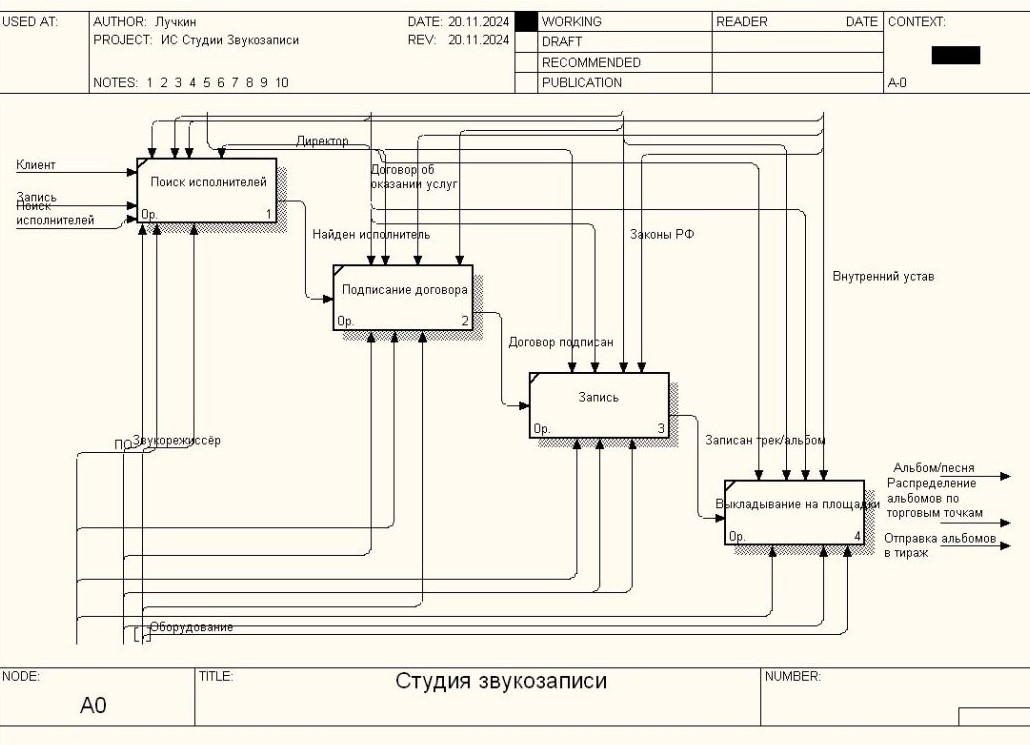 USED AT:
AUTHOR: Лучкин
DATE: 20.11.2024
PROJECT: ИС Студии Звукозаписи
REV: 20.11.2024
NOTES: 1 2 3 4 5 6 7 8 9 10
WORKING
DRAFT
RECOMMENDED
PUBLICATION
READER
DATE
CONTEXT:
A-0
Директор
Клиент
Запись
Поиск
исполнителей
Поиск исполнителей
0р.
1
Договор об
оказании услуг
Найден исполнитель
Законы РФ
Внутренний устав
Подписание договора
0р.
2
Договор подписан
Запись
0р.
3
ПО
Звукорежиссёр
Записан трек/альбом
Выкладывание на площадки
0р.
4
Альбом/песня
Распределение
альбомов по
торговым точкам
Отправка альбомов
в тираж
Оборудование
NODE:
A0
TITLE:
Студия звукозаписи
NUMBER: